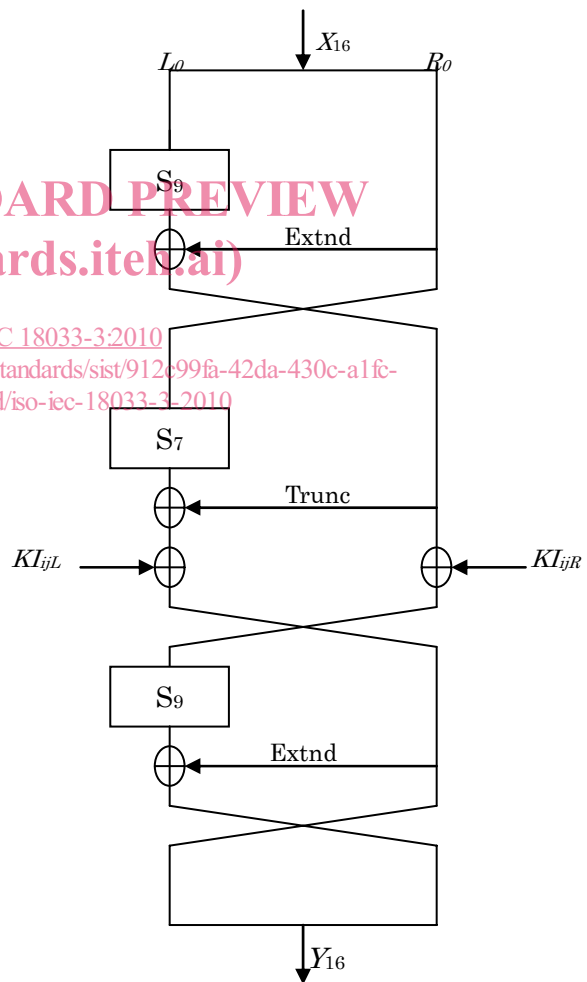 X16
L0 R0
S9
DARD PREVIEW
Extnd
ards.iteh.ai)
C 18033-3:2010
tandards/sist/912c99fa-42da-430c-a1fc-
d/iso-iec-18033-3-2010
S7
Trunc
KIijL KIijR
S9
Extnd
Y16